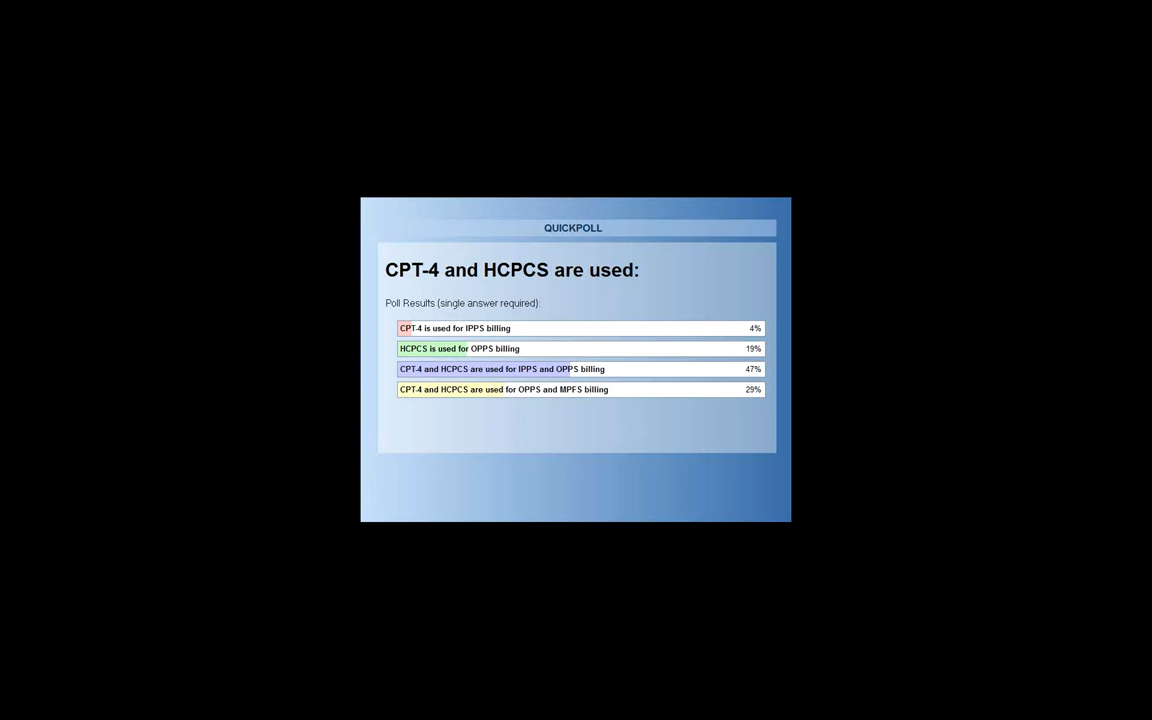 QUICKPOLL
CPT-4 and HCPCS are used:
Poll Results (single answer required):
CPT-4 is used for IPPS billing 4%
HCPCS is used for OPPS billing 19%
CPT-4 and HCPCS are used for IPPS and OPPS billing 47%
CPT-4 and HCPCS are used for OPPS and MPFS billing 29%